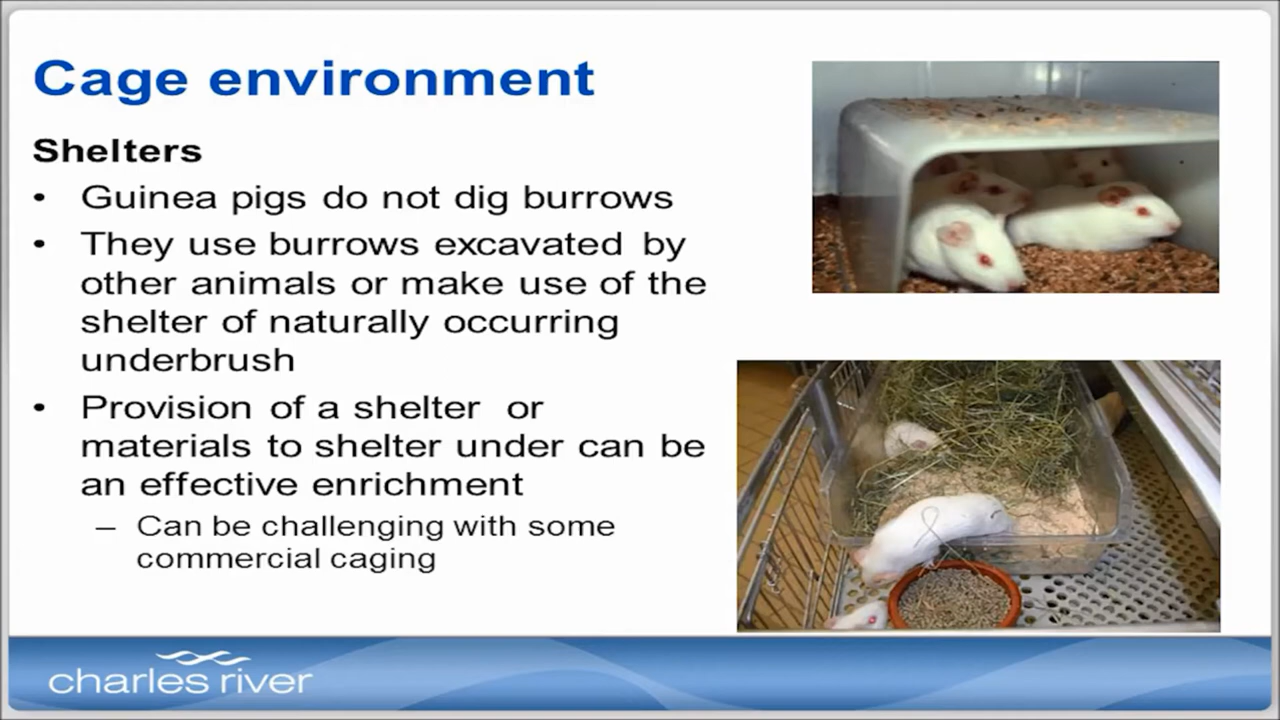 Cage environment
Shelters
• Guinea pigs do not dig burrows
• They use burrows excavated by
other animals or make use of the
shelter of naturally occurring
underbrush
• Provision of a shelter or
materials to shelter under can be
an effective enrichment
– Can be challenging with some
commercial caging
charles river